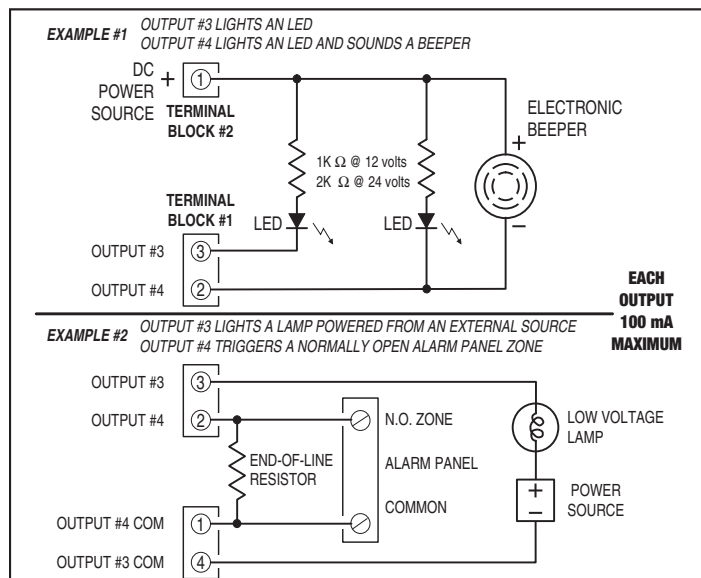 EXAMPLE #1 OUTPUT #3 LIGHTS AN LED
OUTPUT #4 LIGHTS AN LED AND SOUNDS A BEEPER
DC
POWER
SOURCE
+
1
TERMINAL
BLOCK #2
ELECTRONIC
BEEPER
+
1K Ω @ 12 volts
2K Ω @ 24 volts
TERMINAL
BLOCK #1
LED
LED
−
OUTPUT #3
3
OUTPUT #4
2
EACH
OUTPUT
100 mA
MAXIMUM
EXAMPLE #2 OUTPUT #3 LIGHTS A LAMP POWERED FROM AN EXTERNAL SOURCE
OUTPUT #4 TRIGGERS A NORMALLY OPEN ALARM PANEL ZONE
OUTPUT #3
3
OUTPUT #4
2
N.O. ZONE
LOW VOLTAGE
LAMP
END-OF-LINE
RESISTOR
ALARM PANEL
COMMON
+
−
POWER
SOURCE
OUTPUT #4 COM
1
OUTPUT #3 COM
4